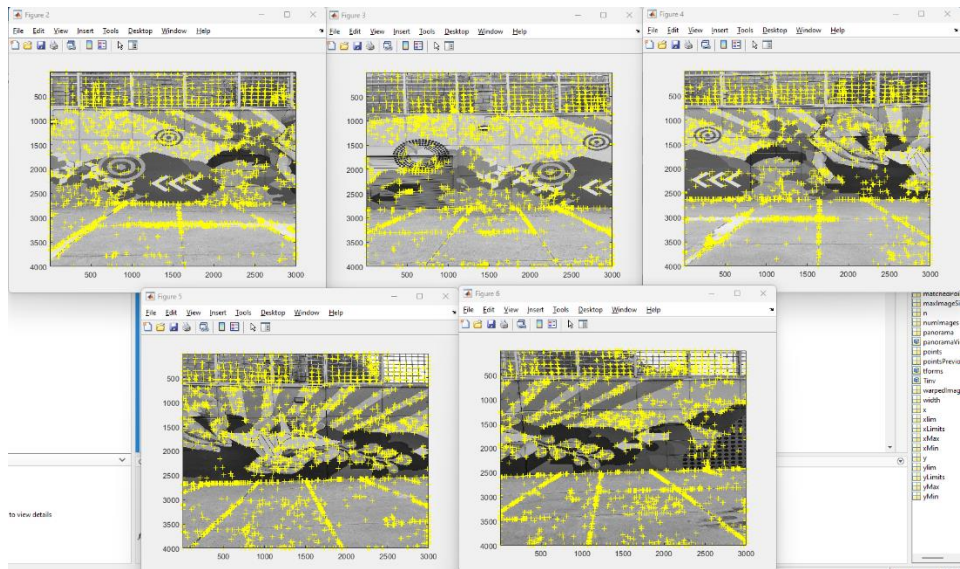 Figure 2
File Edit View Insert Tools Desktop Window Help
500
1000
1500
2000
2500
3000
3500
4000
500 1000 1500 2000 2500 3000
Figure 3
File Edit View Insert Tools Desktop Window Help
500
1000
1500
2000
2500
3000
3500
4000
500 1000 1500 2000 2500 3000
Figure 4
File Edit View Insert Tools Desktop Window Help
500
1000
1500
2000
2500
3000
3500
4000
500 1000 1500 2000 2500 3000
Figure 5
File Edit View Insert Tools Desktop Window Help
500
1000
1500
2000
2500
3000
3500
4000
500 1000 1500 2000 2500 3000
Figure 6
File Edit View Insert Tools Desktop Window Help
500
1000
1500
2000
2500
3000
3500
4000
500 1000 1500 2000 2500 3000
maxImageSi
n
numImages
panorama
panoramaVi
points
pointsPrevio
tforms
Tinv
warpedImag
width
x
xlim
xLimits
xMax
xMin
y
ylim
yLimits
yMax
yMin
to view details